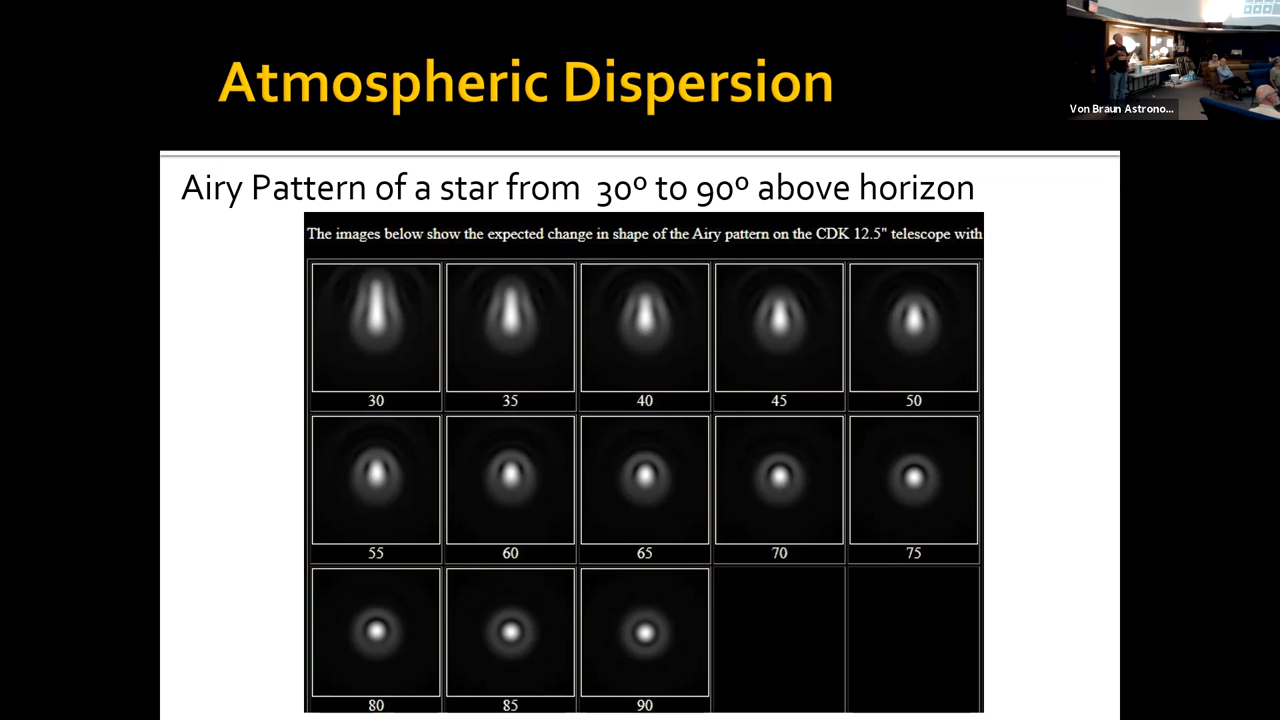 Atmospheric Dispersion
Von Braun Astrono...
Airy Pattern of a star from 30º to 90º above horizon
The images below show the expected change in shape of the Airy pattern on the CDK 12.5" telescope with
30 35 40 45 50
55 60 65 70 75
80 85 90